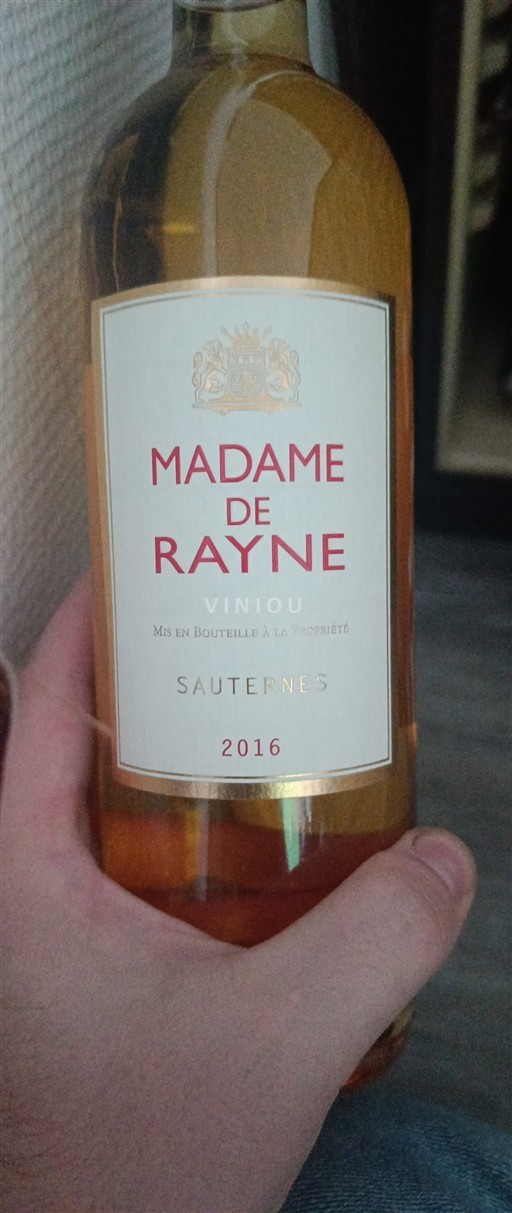 MADAME
DE
RAYNE
VINIOU
MIS EN BOUTEILLE À LA PROPRIÉTÉ
SAUTERNES
2016